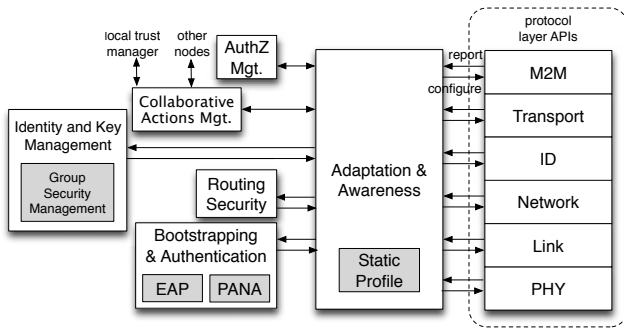 local trust
manager
other
nodes
AuthZ
Mgt.
Collaborative
Actions Mgt.
Identity and Key
Management
Group
Security
Management
Routing
Security
Bootstrapping
& Authentication
EAP
PANA
Adaptation &
Awareness
Static
Profile
report
configure
protocol
layer APIs
M2M
Transport
ID
Network
Link
PHY